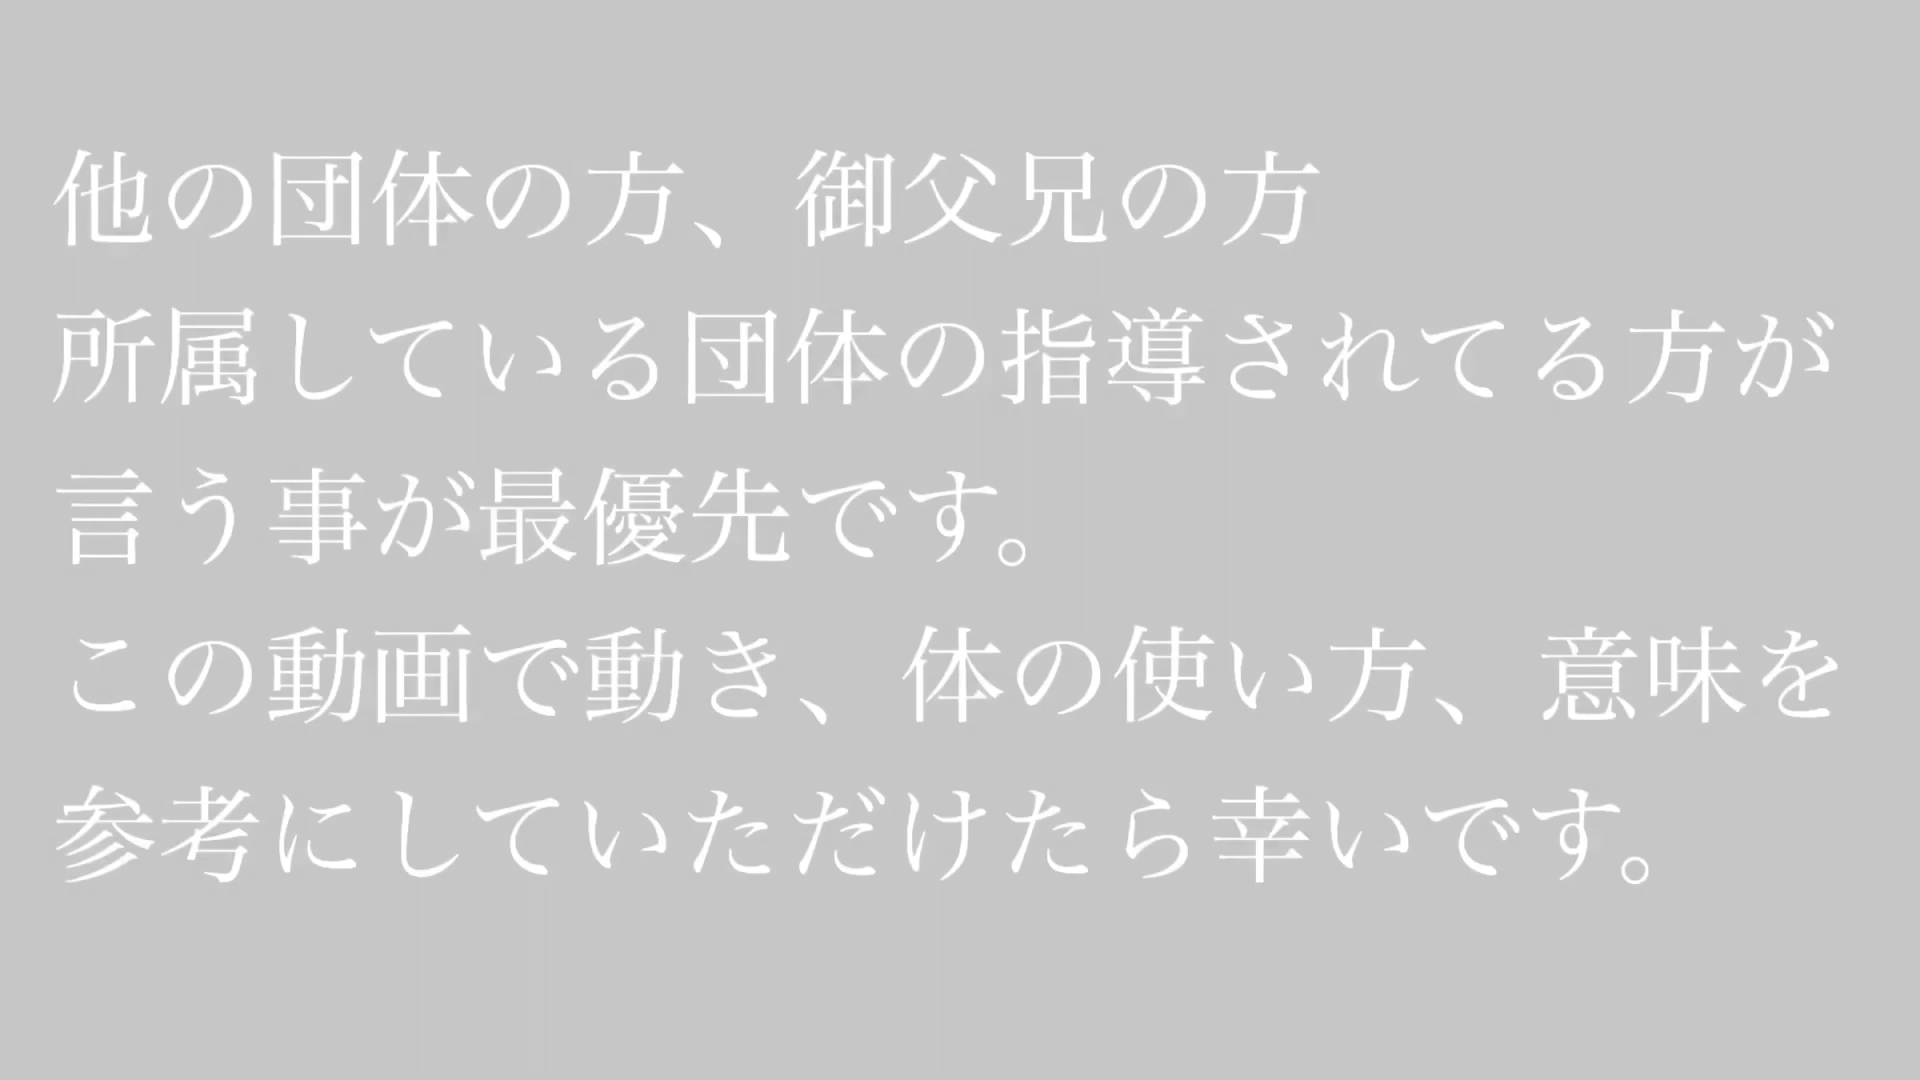 他の団体の方、御父兄の方
所属している団体の指導されてる方が
言う事が最優先です。
この動画で動き、体の使い方、意味を
参考にしていただけたら幸いです。